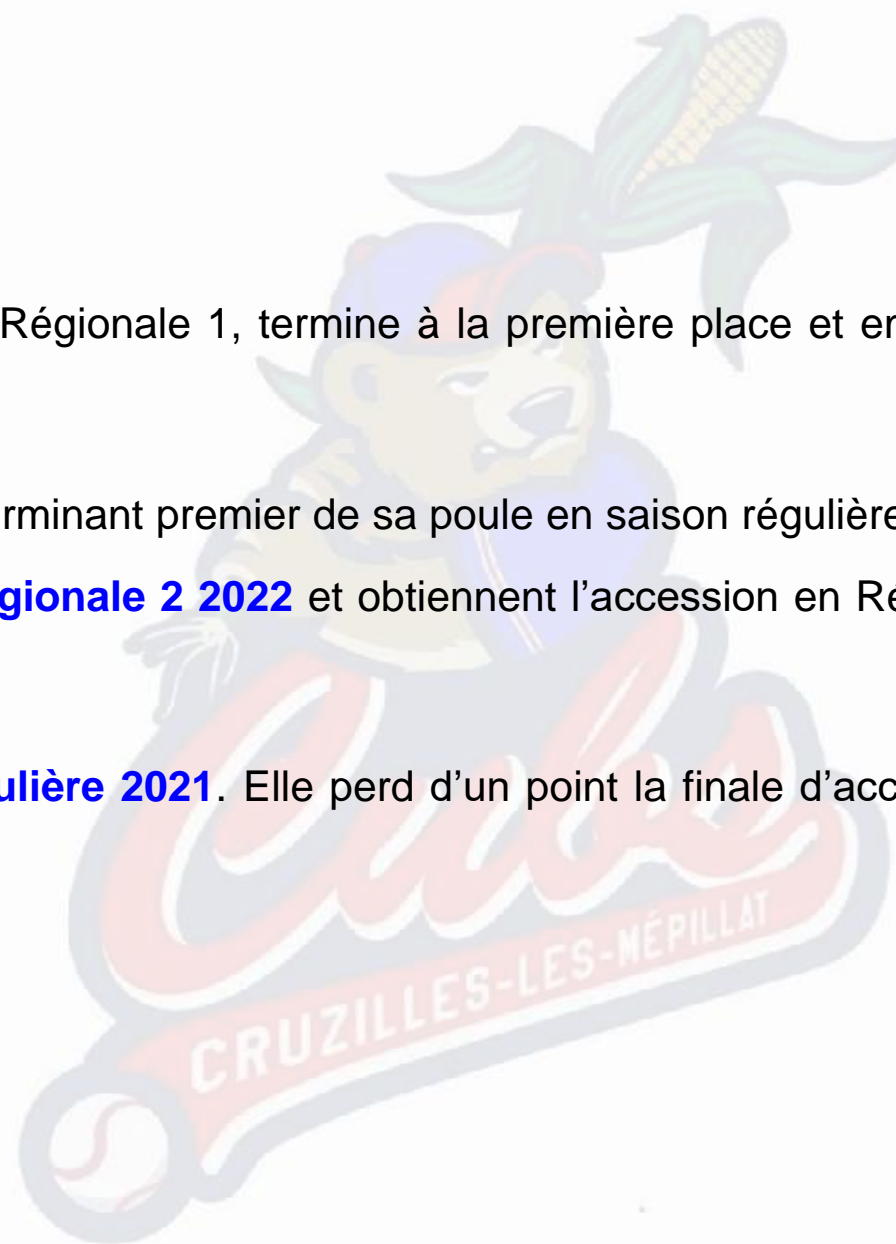 Régionale 1, termine à la première place et en
rminant premier de sa poule en saison régulière
gionale 2 2022 et obtiennent l’accession en Ré
ulière 2021. Elle perd d’un point la finale d’acc
Cubs
CRUZILLES-LES-MÉPILLAT